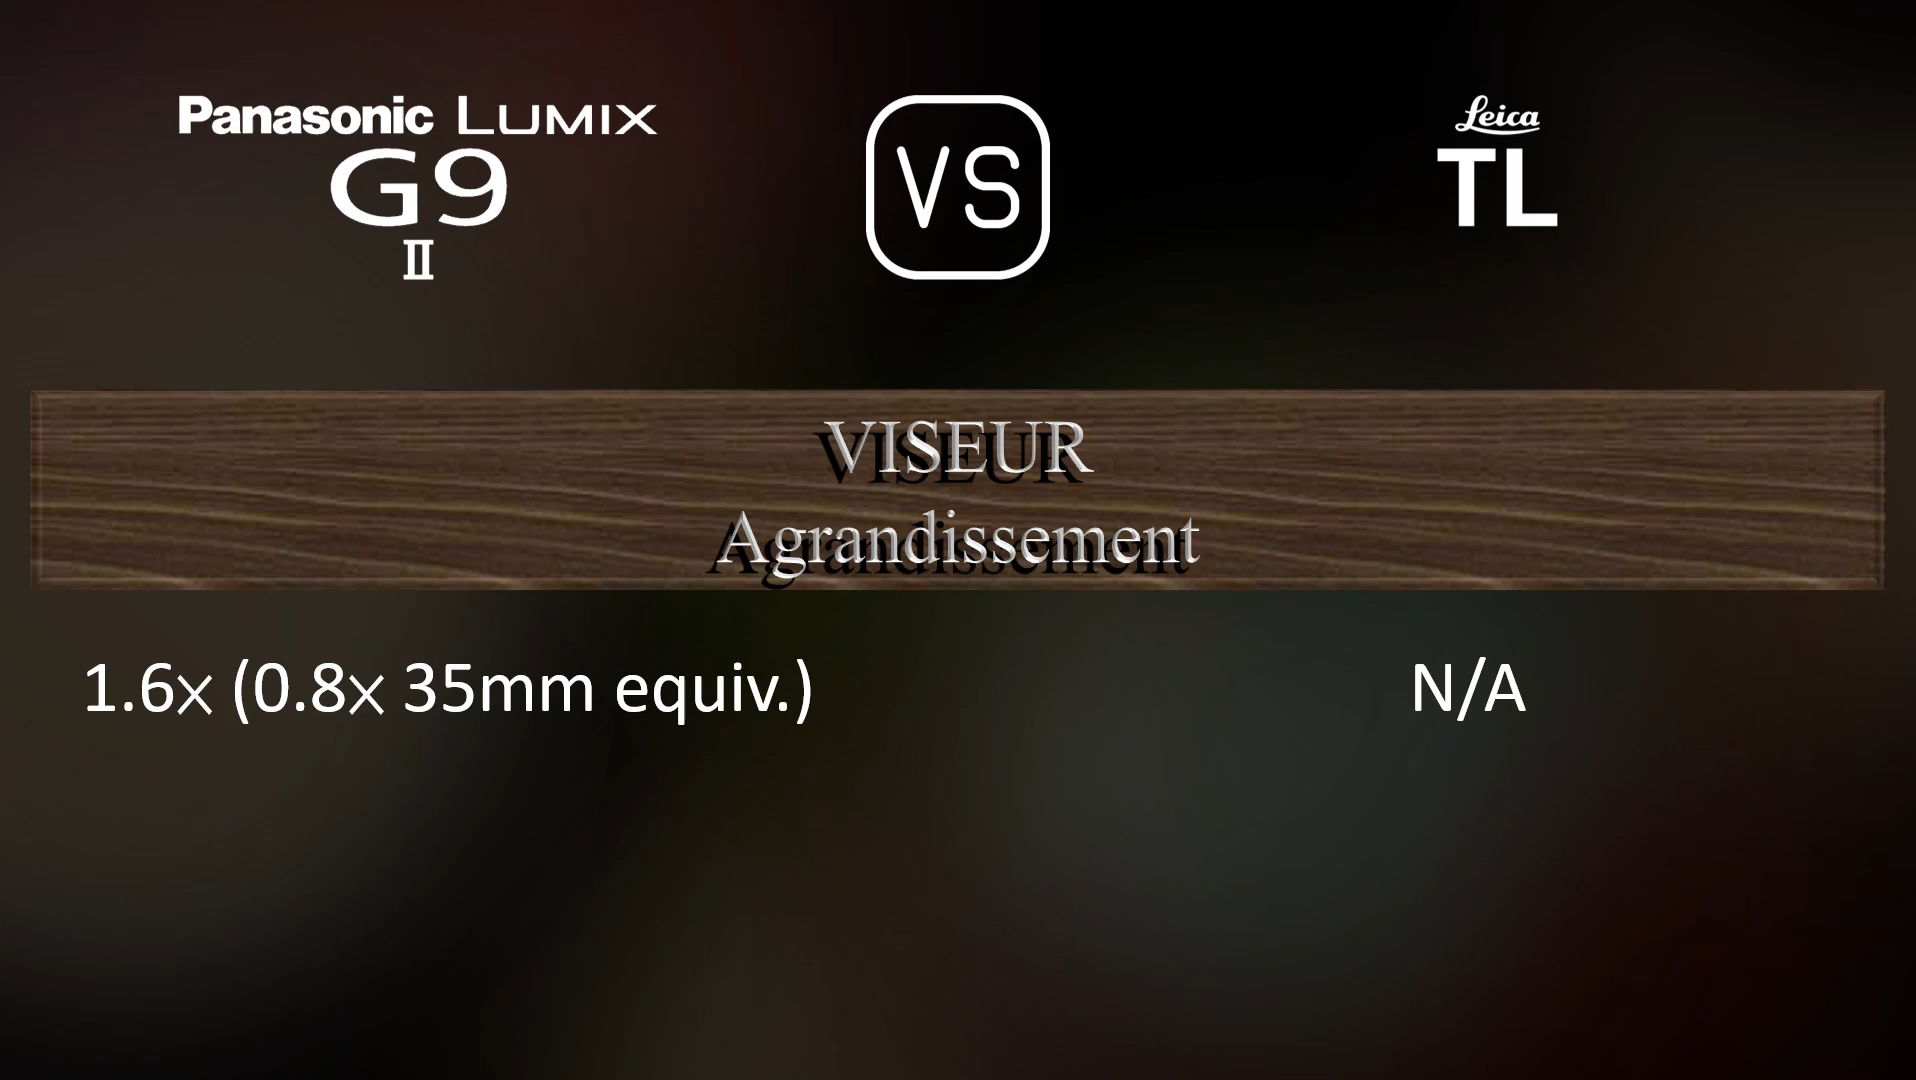 Panasonic LUMIX
G9
II
VS
Leica
TL
VISEUR
Agrandissement
1.6x (0.8x 35mm equiv.)
N/A